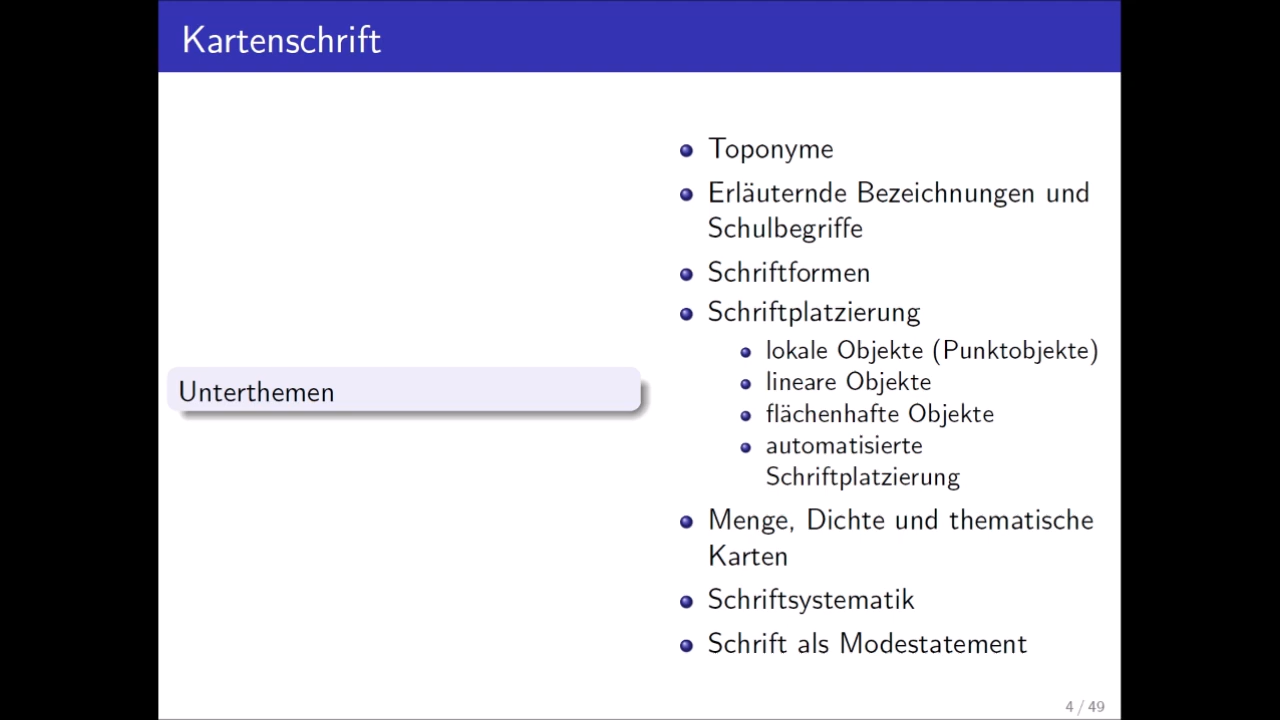 Kartenschrift
Unterthemen
Toponyme
Erläuternde Bezeichnungen und
Schulbegriffe
Schriftformen
Schriftplatzierung
lokale Objekte (Punktobjekte)
lineare Objekte
flächenhafte Objekte
automatisierte
Schriftplatzierung
Menge, Dichte und thematische
Karten
Schriftsystematik
Schrift als Modestatement
4 / 49